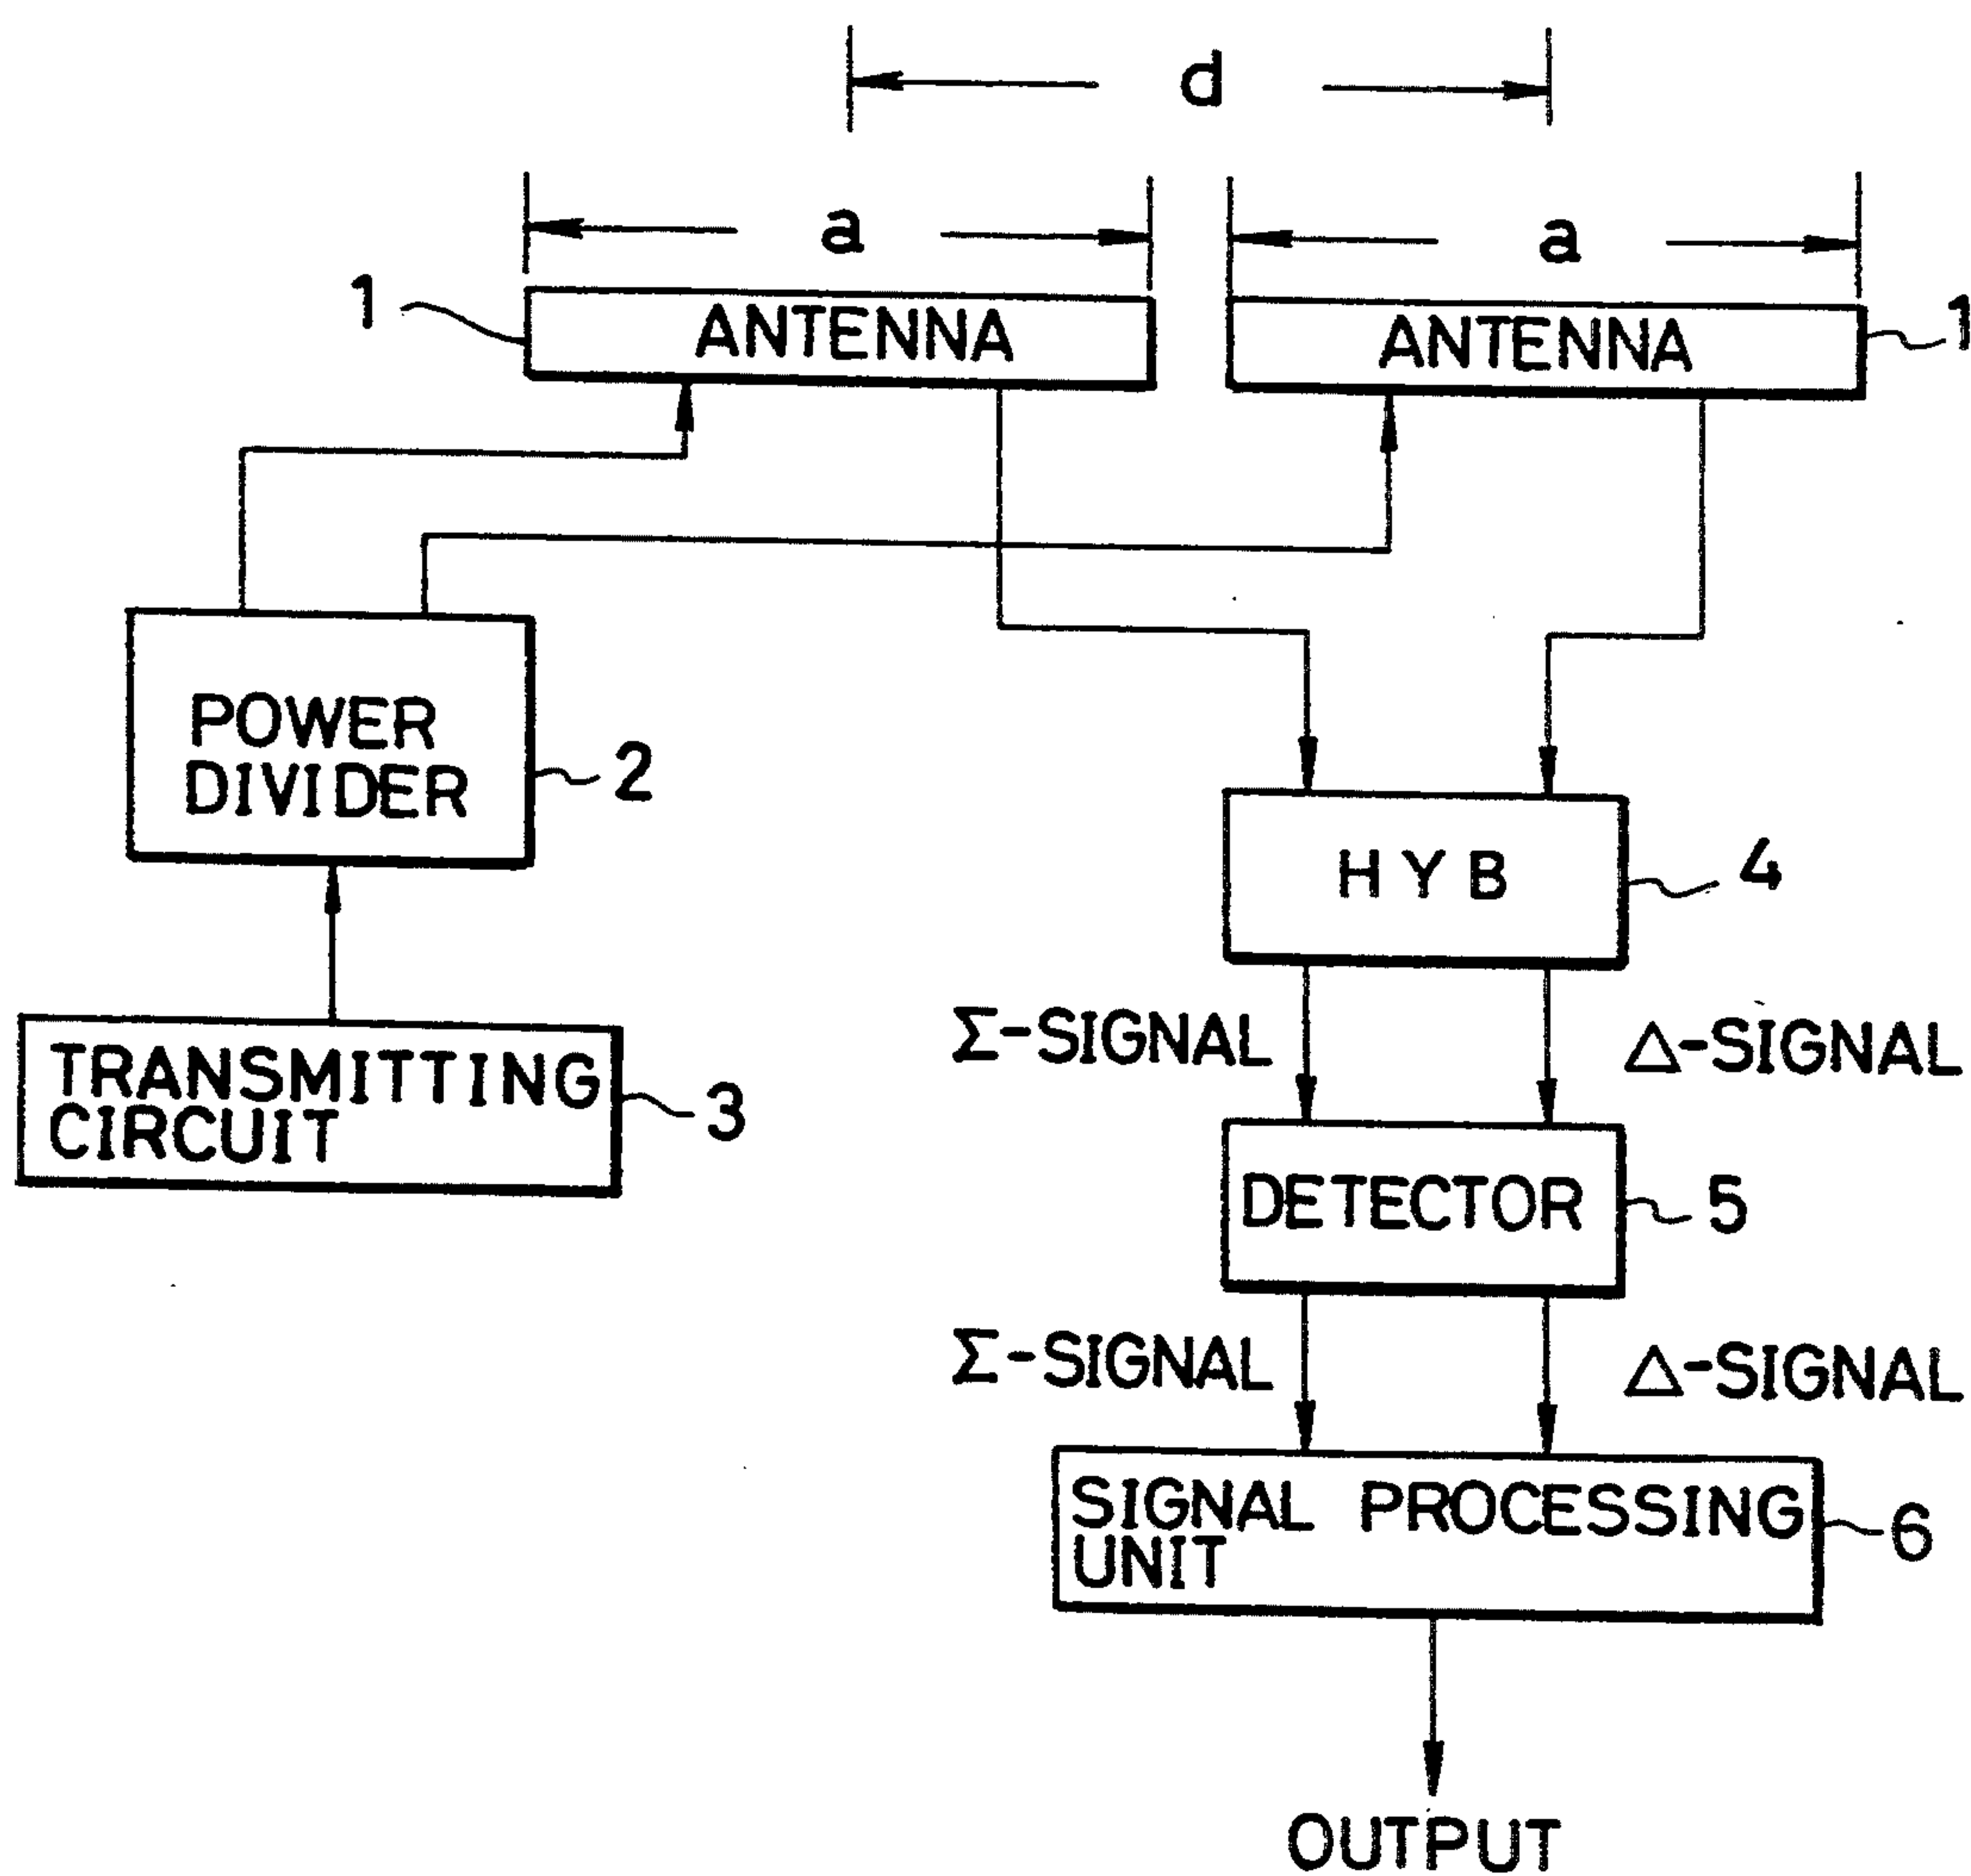 d
a
a
1
ANTENNA
ANTENNA
1
POWER
DIVIDER
2
HYB
4
Σ-SIGNAL
Δ-SIGNAL
TRANSMITTING
CIRCUIT
3
DETECTOR
5
Σ-SIGNAL
Δ-SIGNAL
SIGNAL PROCESSING
UNIT
6
OUTPUT